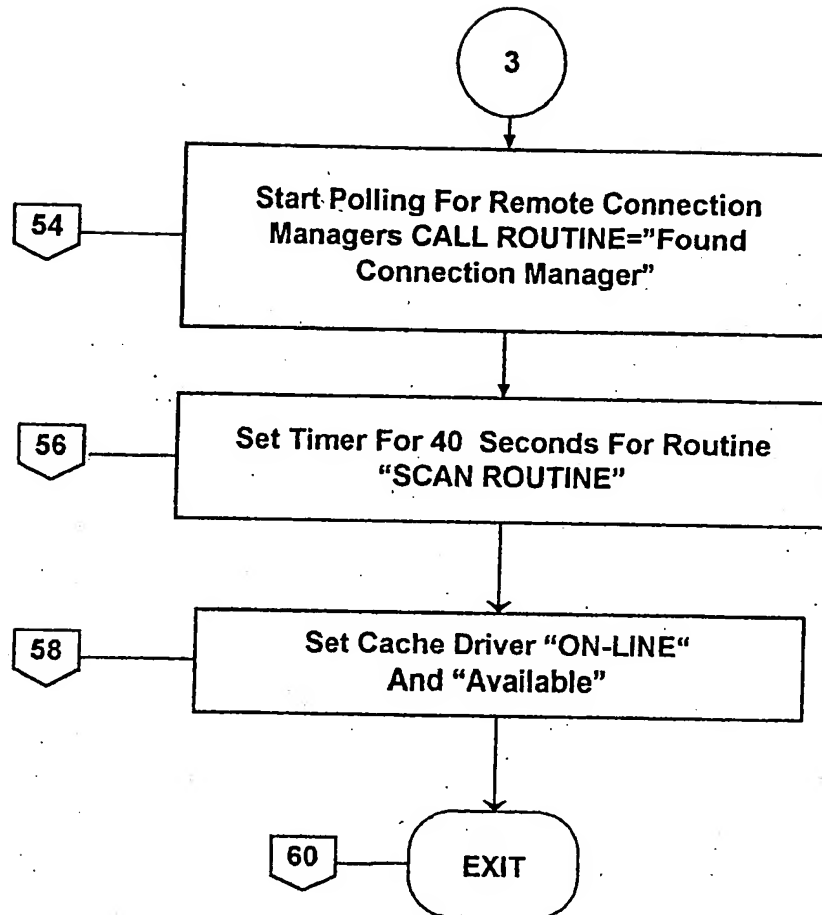 3
54
Start Polling For Remote Connection
Managers CALL ROUTINE="Found
Connection Manager"
56
Set Timer For 40 Seconds For Routine
“SCAN ROUTINE”
58
Set Cache Driver “ON-LINE“
And “Available”
60
EXIT